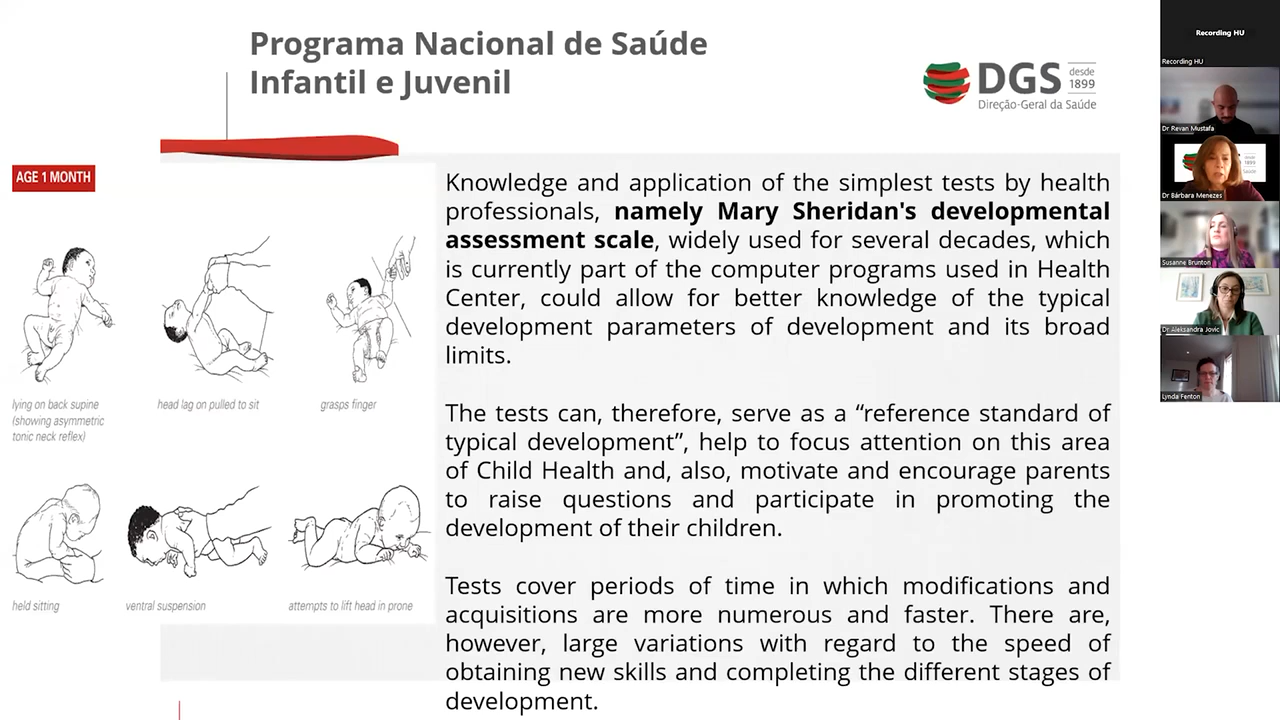 Programa Nacional de Saúde
Infantil e Juvenil
DGS desde
1899
Direção-Geral da Saúde
AGE 1 MONTH
lying on back supine
(showing asymmetric
tonic neck reflex)
head lag on pulled to sit
grasps finger
held sitting
ventral suspension
attempts to lift head in prone
Knowledge and application of the simplest tests by health
professionals, namely Mary Sheridan's developmental
assessment scale, widely used for several decades, which
is currently part of the computer programs used in Health
Center, could allow for better knowledge of the typical
development parameters of development and its broad
limits.
The tests can, therefore, serve as a “reference standard of
typical development”, help to focus attention on this area
of Child Health and, also, motivate and encourage parents
to raise questions and participate in promoting the
development of their children.
Tests cover periods of time in which modifications and
acquisitions are more numerous and faster. There are,
however, large variations with regard to the speed of
obtaining new skills and completing the different stages of
development.
Recording HU
Recording HU
Dr Revan Mustafa
desde
1899
Saúde
Dr Bárbara Menezes
Susanne Brunton
Dr Aleksandra Jovic
Lynda Fenton